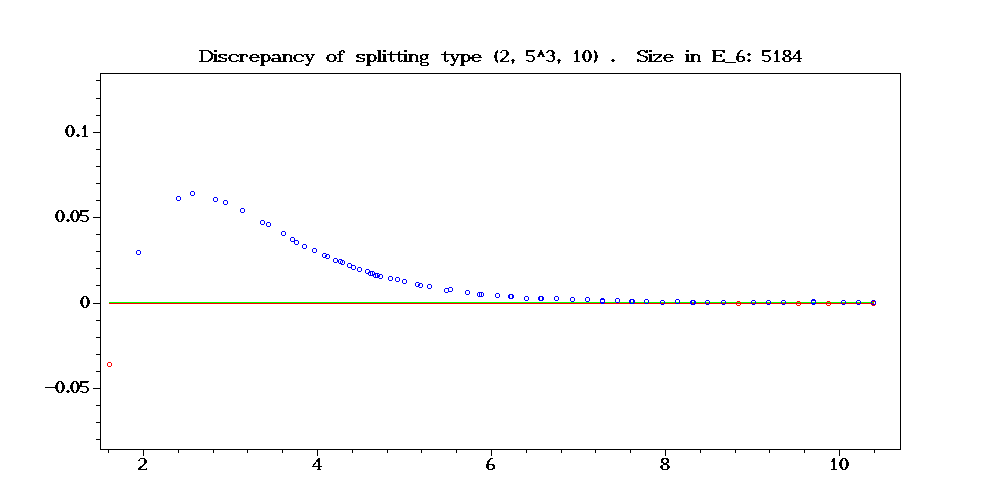 Discrepancy of splitting type (2, 5^3, 10) .  Size in E_6: 5184
0.1
0.05
0
-0.05
2 4 6 8 10